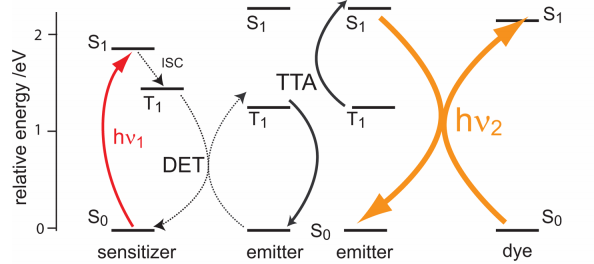 relative energy /eV
2
1
0
S1
ISC
T1
hν1
S0
sensitizer
DET
S1
T1
emitter
TTA
S1
T1
S0
emitter
hν2
S1
S0
dye